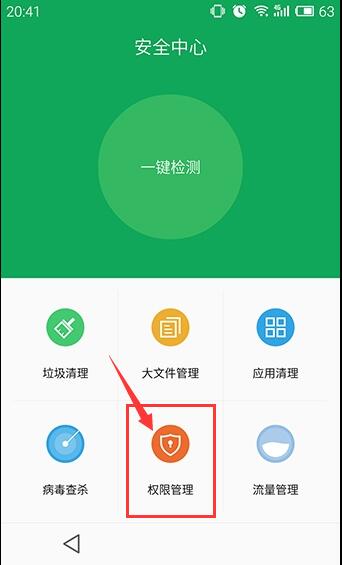 20:41
4G
63
安全中心
一键检测
垃圾清理
大文件管理
应用清理
病毒查杀
权限管理
流量管理